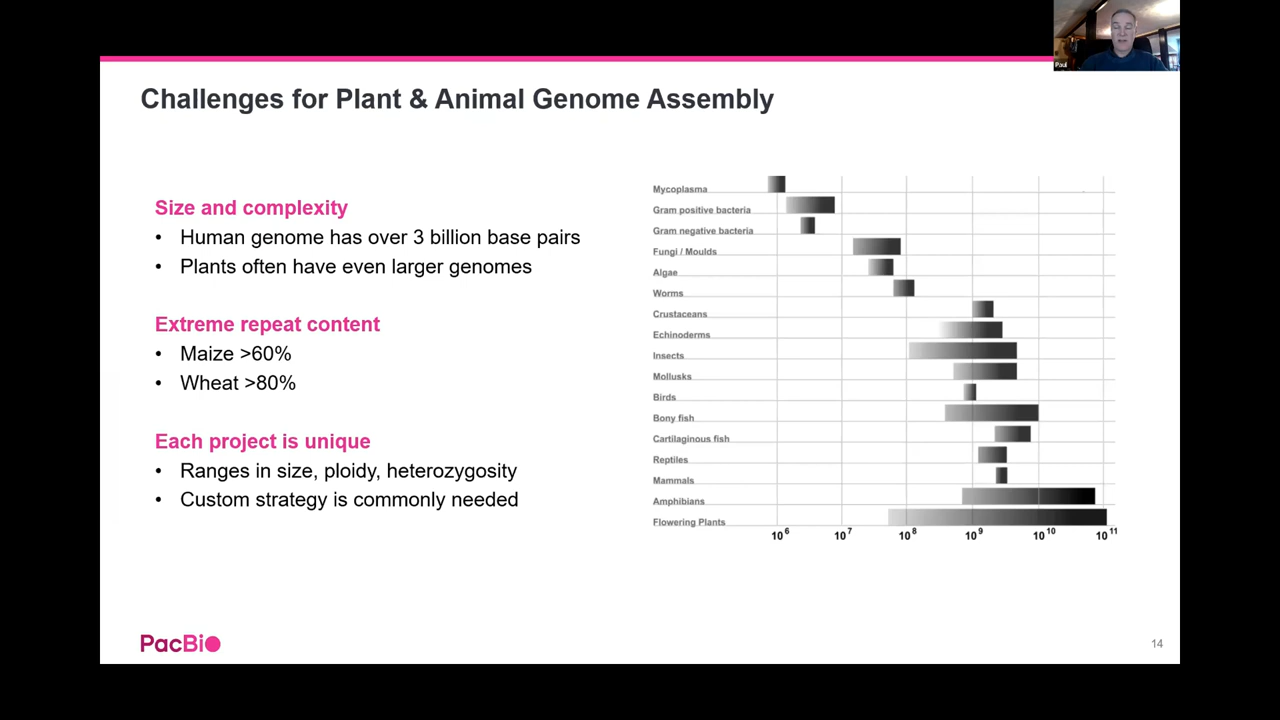 Paul
Challenges for Plant & Animal Genome Assembly
Size and complexity
• Human genome has over 3 billion base pairs
• Plants often have even larger genomes
Extreme repeat content
• Maize >60%
• Wheat >80%
Each project is unique
• Ranges in size, ploidy, heterozygosity
• Custom strategy is commonly needed
Mycoplasma
Gram positive bacteria
Gram negative bacteria
Fungi / Moulds
Algae
Worms
Crustaceans
Echinoderms
Insects
Mollusks
Birds
Bony fish
Cartilaginous fish
Reptiles
Mammals
Amphibians
Flowering Plants
10⁶ 10⁷ 10⁸ 10⁹ 10¹⁰ 10¹¹
PacBio
14